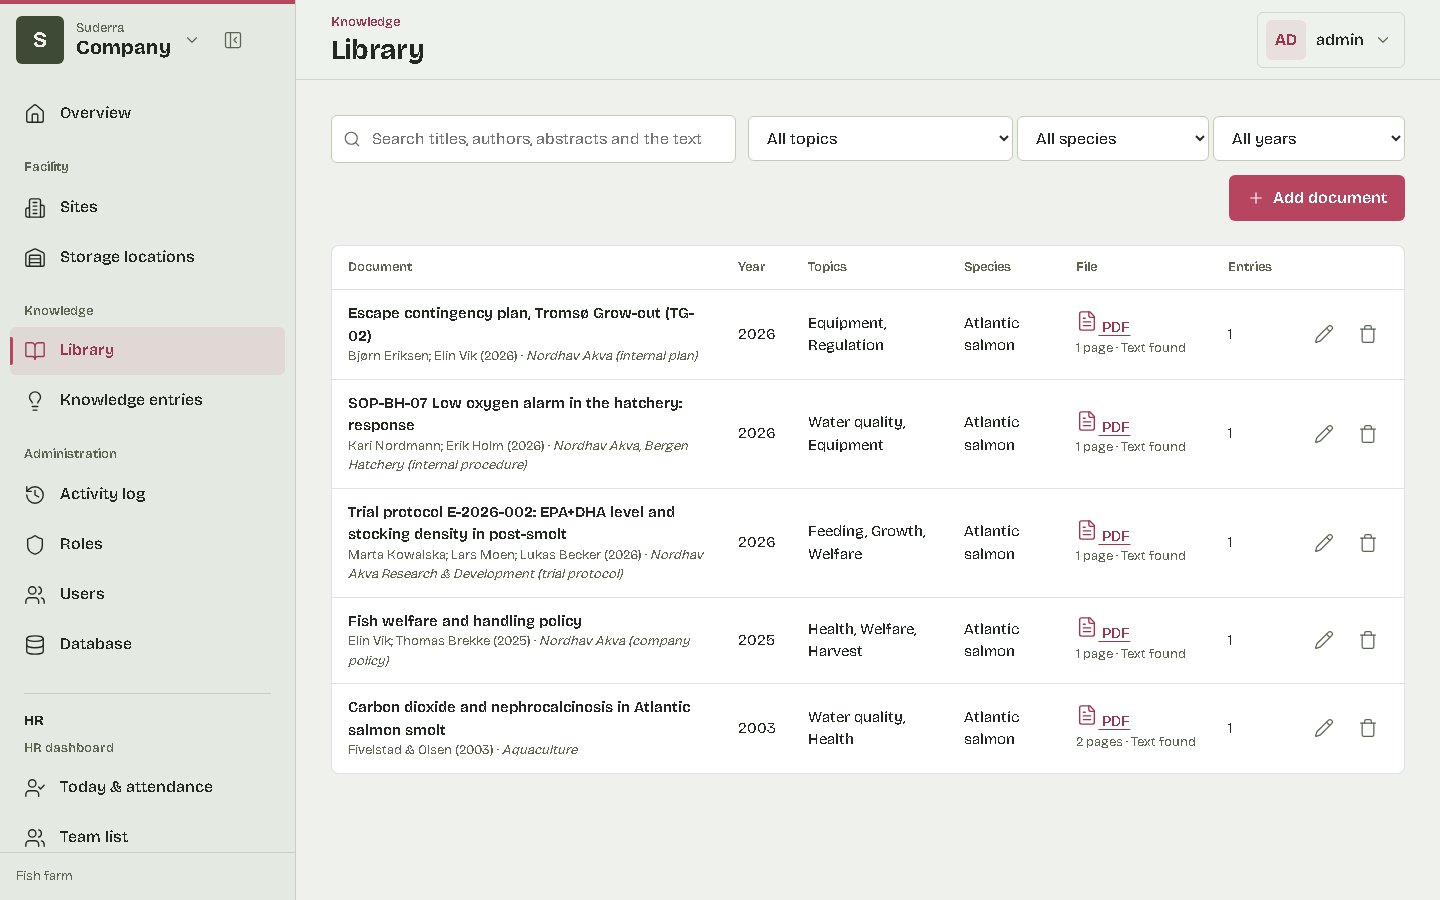 S
Suderra
Company
Overview
Facility
Sites
Storage locations
Knowledge
Library
Knowledge entries
Administration
Activity log
Roles
Users
Database
HR
HR dashboard
Today & attendance
Team list
Fish farm
Knowledge
Library
AD admin
Search titles, authors, abstracts and the text
All topics
All species
All years
Add document
Document Year Topics Species File Entries
Escape contingency plan, Tromsø Grow-out (TG-
02)
Bjørn Eriksen; Elin Vik (2026) · Nordhav Akva (internal plan)
2026
Equipment,
Regulation
Atlantic
salmon
PDF
1 page · Text found
1
SOP-BH-07 Low oxygen alarm in the hatchery:
response
Kari Nordmann; Erik Holm (2026) · Nordhav Akva, Bergen
Hatchery (internal procedure)
2026
Water quality,
Equipment
Atlantic
salmon
PDF
1 page · Text found
1
Trial protocol E-2026-002: EPA+DHA level and
stocking density in post-smolt
Marta Kowalska; Lars Moen; Lukas Becker (2026) · Nordhav
Akva Research & Development (trial protocol)
2026
Feeding, Growth,
Welfare
Atlantic
salmon
PDF
1 page · Text found
1
Fish welfare and handling policy
Elin Vik; Thomas Brekke (2025) · Nordhav Akva (company
policy)
2025
Health, Welfare,
Harvest
Atlantic
salmon
PDF
1 page · Text found
1
Carbon dioxide and nephrocalcinosis in Atlantic
salmon smolt
Fivelstad & Olsen (2003) · Aquaculture
2003
Water quality,
Health
Atlantic
salmon
PDF
2 pages · Text found
1